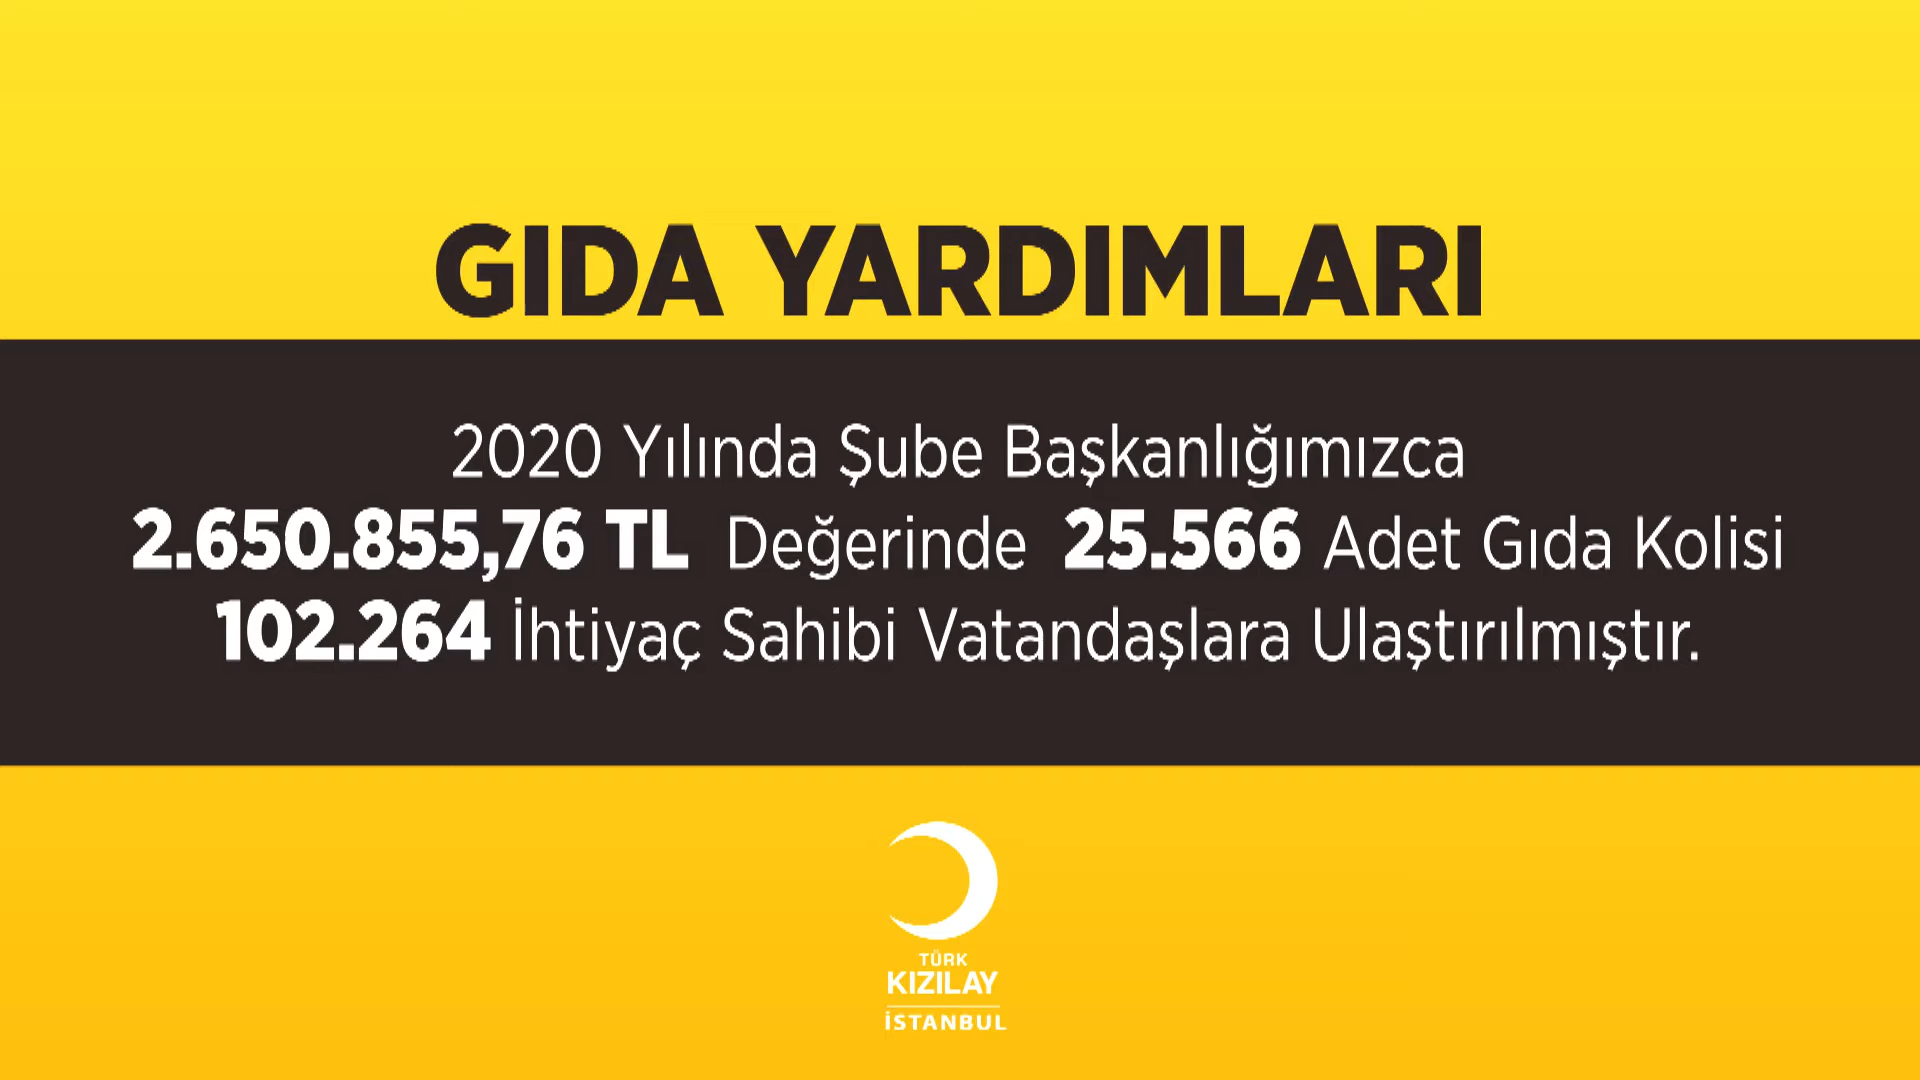 GIDA YARDIMLARI
2020 Yılında Şube Başkanlığımızca
2.650.855,76 TL Değerinde 25.566 Adet Gıda Kolisi
102.264 İhtiyaç Sahibi Vatandaşlara Ulaştırılmıştır.
TÜRK
KIZILAY
İSTANBUL